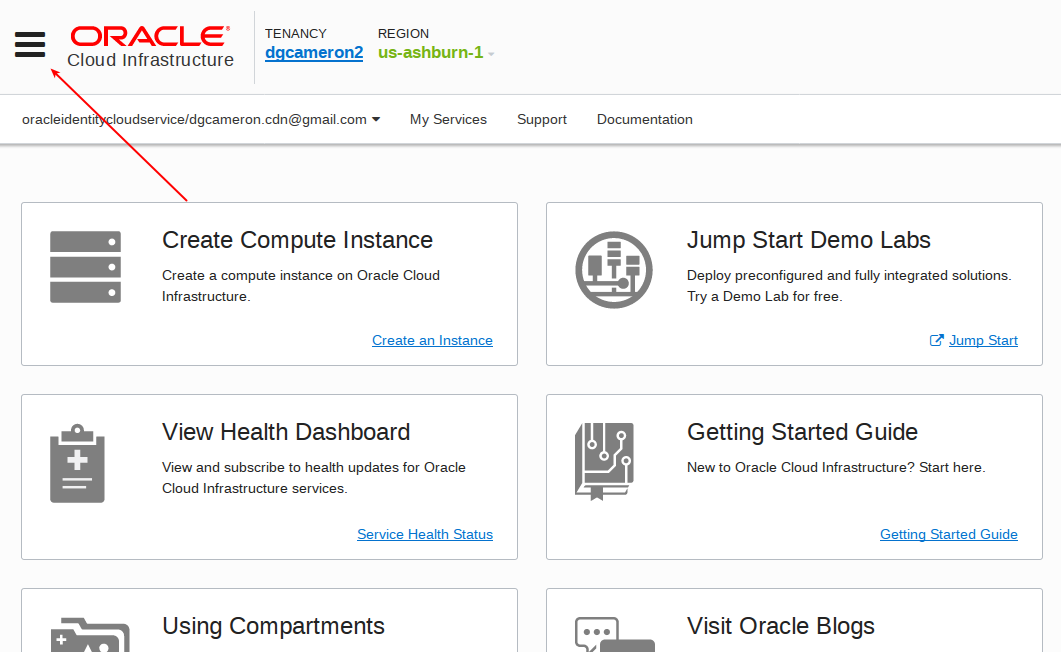 ORACLE®
Cloud Infrastructure
TENANCY
dgcameron2
REGION
us-ashburn-1
oracleidentitycloudservice/dgcameron.cdn@gmail.com
My Services
Support
Documentation
Create Compute Instance
Create a compute instance on Oracle Cloud
Infrastructure.
Create an Instance
Jump Start Demo Labs
Deploy preconfigured and fully integrated solutions.
Try a Demo Lab for free.
Jump Start
View Health Dashboard
View and subscribe to health updates for Oracle
Cloud Infrastructure services.
Service Health Status
Getting Started Guide
New to Oracle Cloud Infrastructure? Start here.
Getting Started Guide
Using Compartments
Visit Oracle Blogs